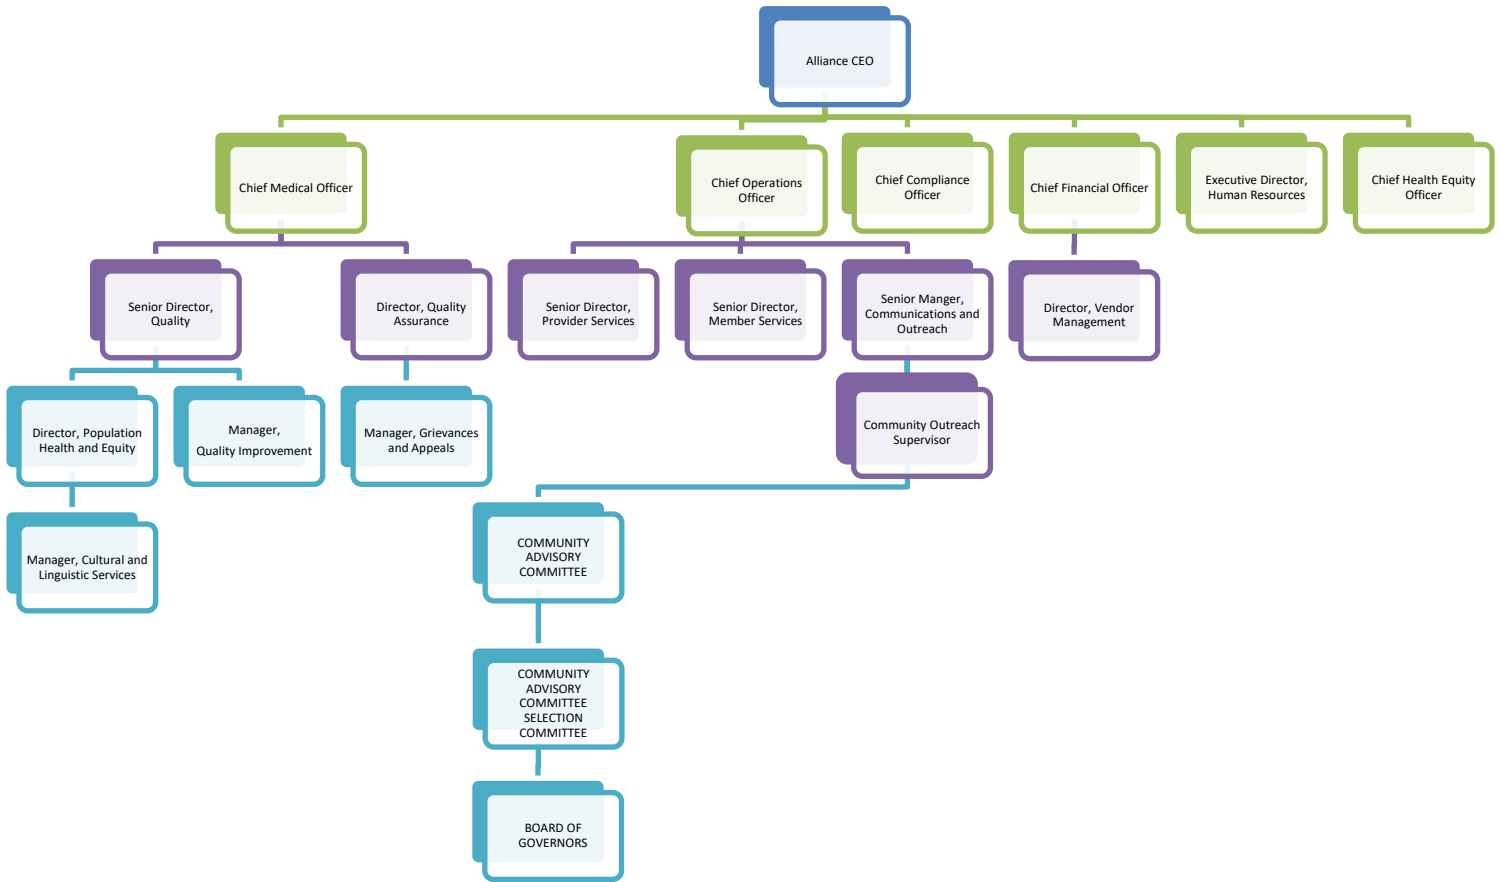 Alliance CEO
Chief Medical Officer
Chief Operations
Officer
Chief Compliance
Officer
Chief Financial Officer
Executive Director,
Human Resources
Chief Health Equity
Officer
Senior Director,
Quality
Director, Quality
Assurance
Senior Director,
Provider Services
Senior Director,
Member Services
Senior Manger,
Communications and
Outreach
Director, Vendor
Management
Director, Population
Health and Equity
Manager,
Quality Improvement
Manager, Grievances
and Appeals
Community Outreach
Supervisor
Manager, Cultural and
Linguistic Services
COMMUNITY
ADVISORY
COMMITTEE
COMMUNITY
ADVISORY
COMMITTEE
SELECTION
COMMITTEE
BOARD OF
GOVERNORS